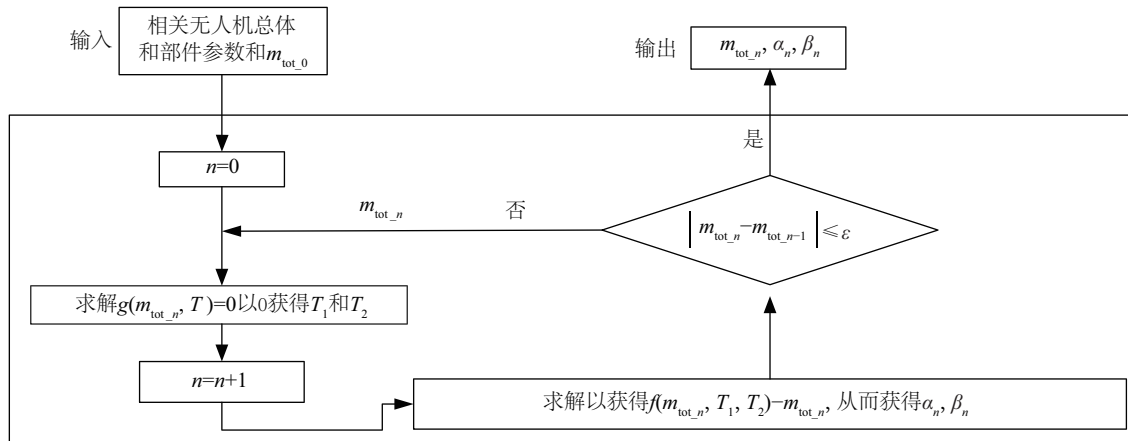 输入
相关无人机总体
和部件参数和m_tot_0
输出
m_tot_n, α_n, β_n
是
n=0
m_tot_n
否
|m_tot_n−m_tot_n−1|≤ε
求解g(m_tot_n, T)=0以0获得T_1和T_2
n=n+1
求解以获得f(m_tot_n, T_1, T_2)−m_tot_n, 从而获得α_n, β_n